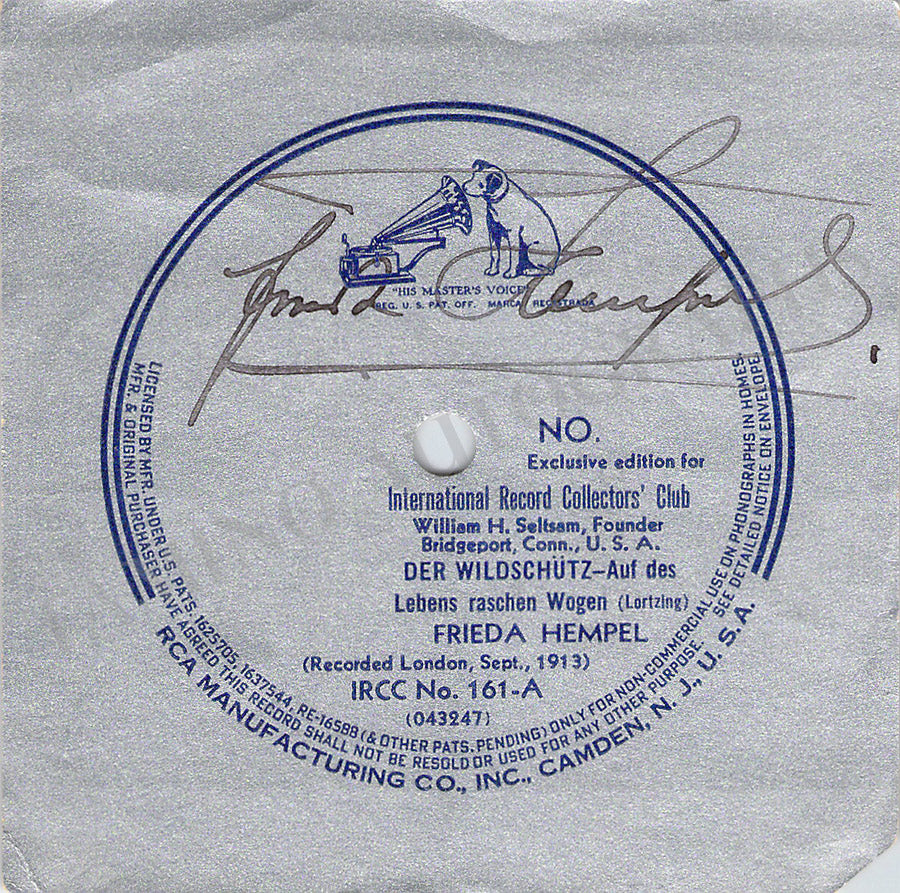 Frieda Hempel
"HIS MASTER'S VOICE"
REG. U. S. PAT. OFF. MARCA REGISTRADA
NO.
Exclusive edition for
International Record Collectors' Club
William H. Seltsam, Founder
Bridgeport, Conn., U. S. A.
DER WILDSCHÜTZ–Auf des
Lebens raschen Wogen (Lortzing)
FRIEDA HEMPEL
(Recorded London, Sept., 1913)
IRCC No. 161-A
(043247)
LICENSED BY MFR. UNDER U.S. PATS. 1625705, 1637544, RE-16588 (& OTHER PATS. PENDING) ONLY FOR NON-COMMERCIAL USE ON PHONOGRAPHS IN HOMES.
MFR. & ORIGINAL PURCHASER HAVE AGREED THIS RECORD SHALL NOT BE RESOLD OR USED FOR ANY OTHER PURPOSE. SEE DETAILED NOTICE ON ENVELOPE
RCA MANUFACTURING CO., INC., CAMDEN, N. J., U. S. A.